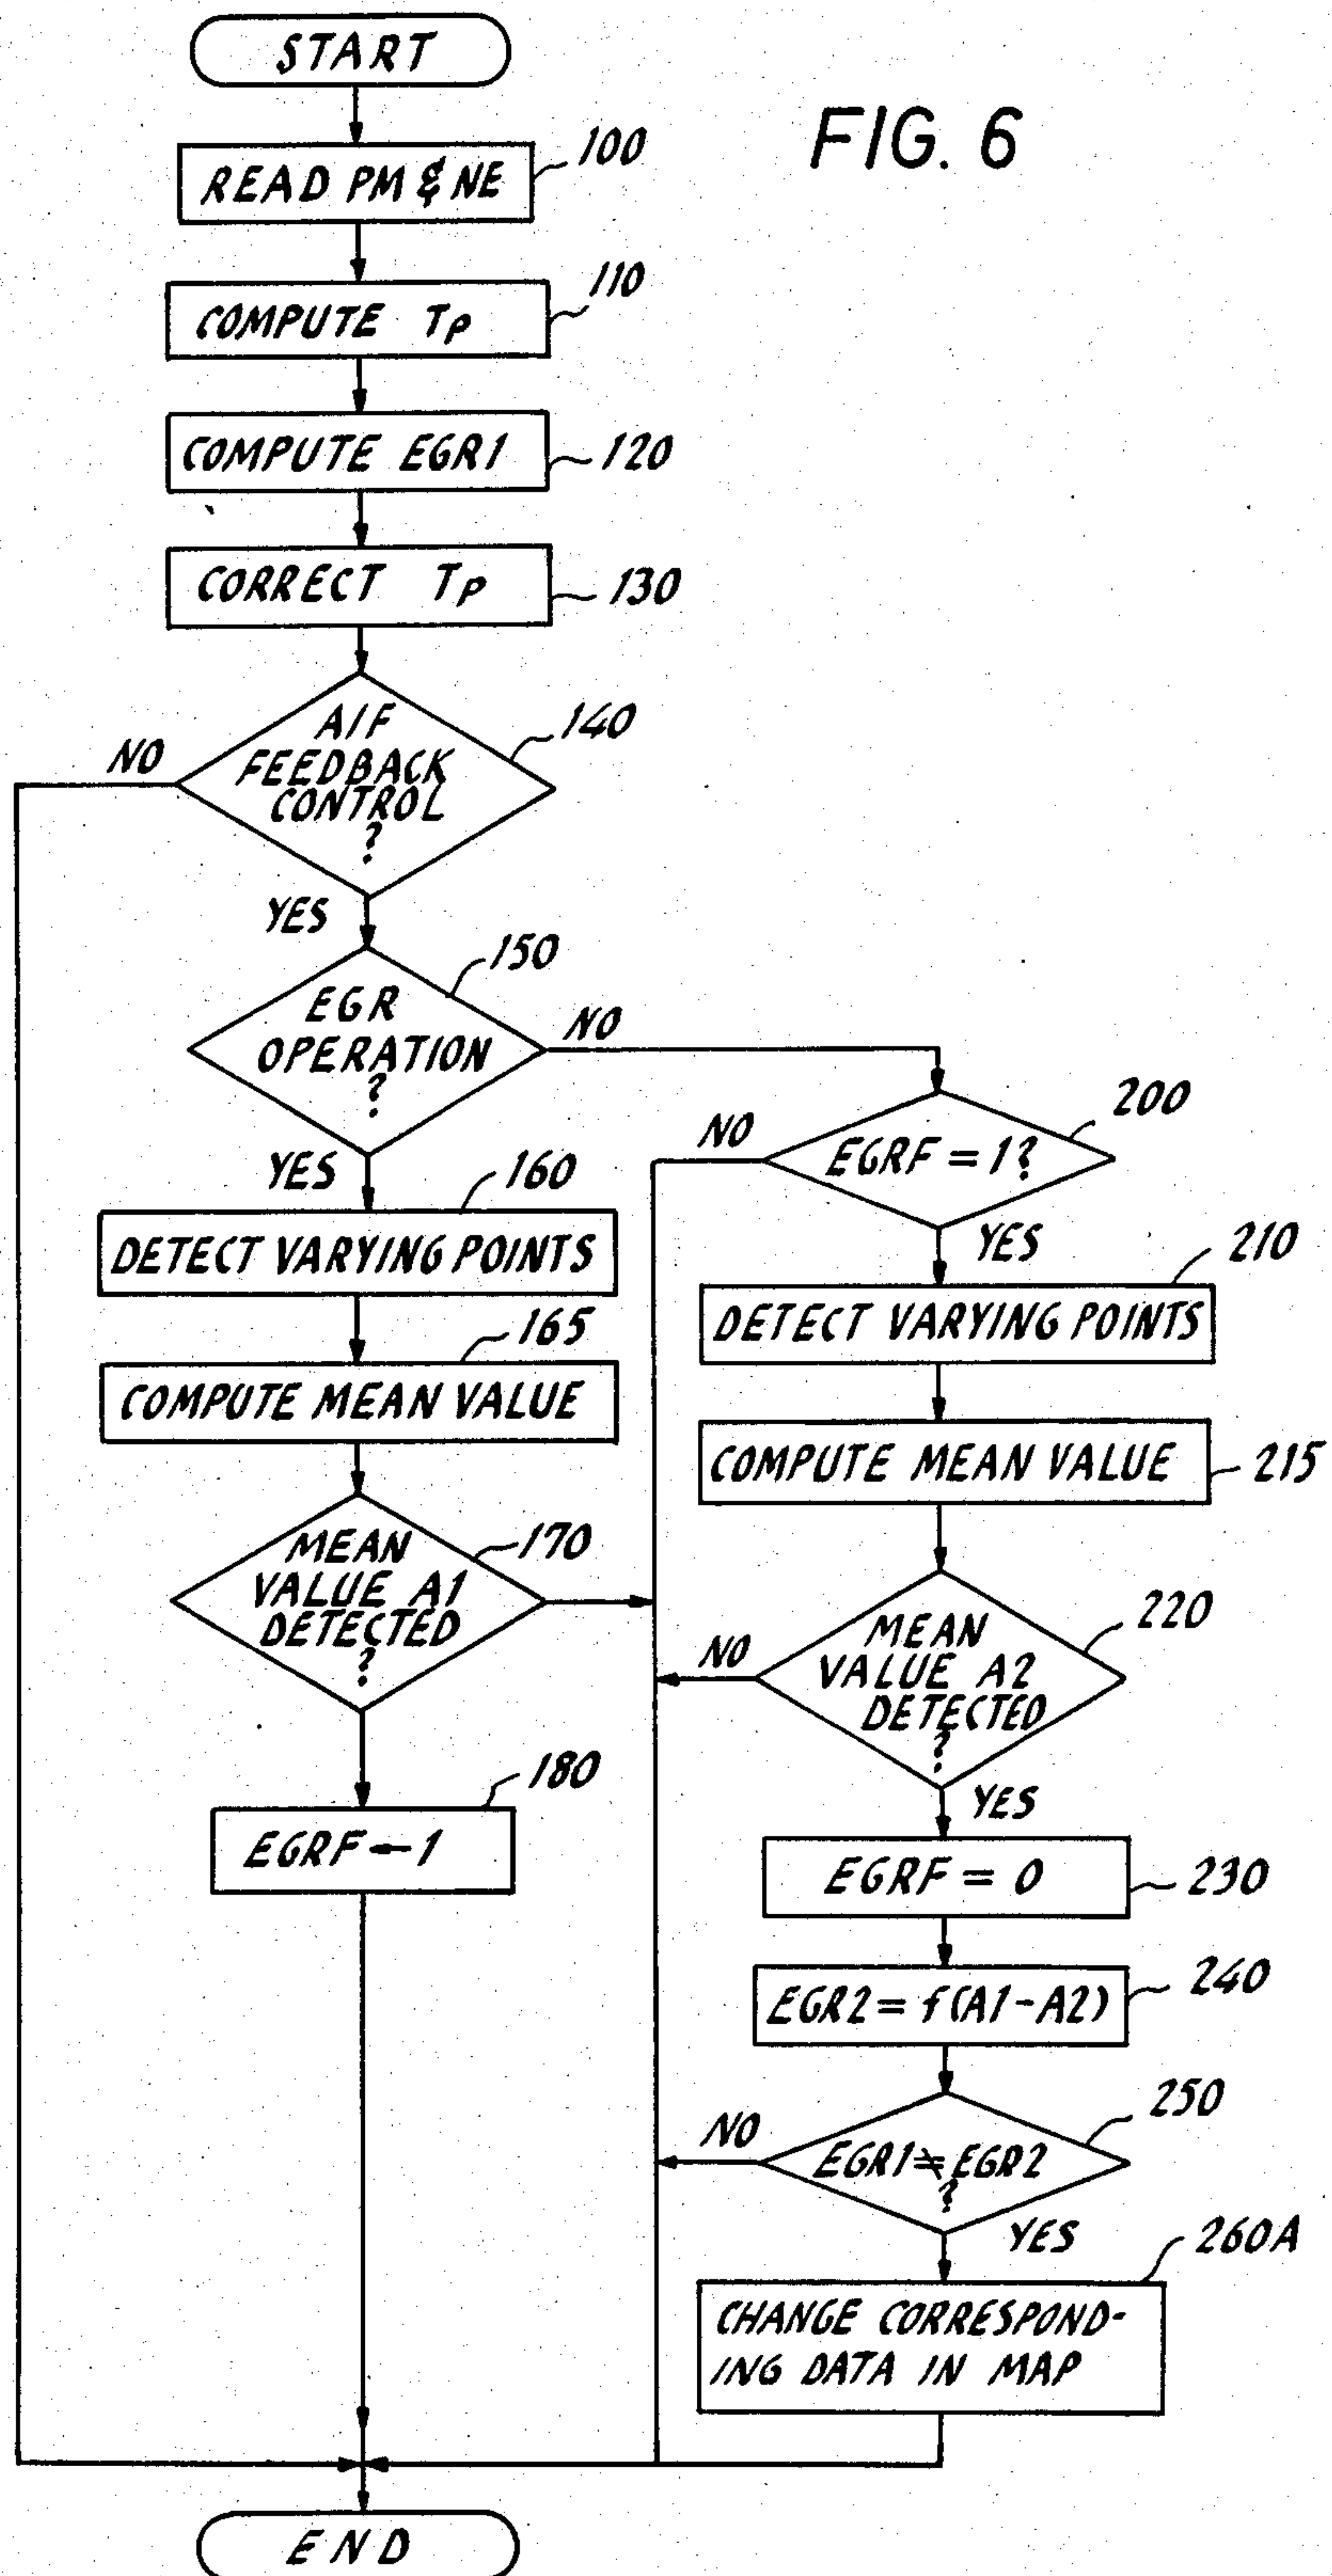 START
FIG. 6
READ PM & NE
100
COMPUTE TP
110
COMPUTE EGR1
120
CORRECT TP
130
A/F
FEEDBACK
CONTROL
?
140
NO
YES
EGR
OPERATION
?
150
NO
YES
DETECT VARYING POINTS
160
COMPUTE MEAN VALUE
165
MEAN
VALUE A1
DETECTED
?
170
EGRF ← 1
180
EGRF = 1?
200
NO
YES
DETECT VARYING POINTS
210
COMPUTE MEAN VALUE
215
MEAN
VALUE A2
DETECTED
?
220
NO
YES
EGRF = 0
230
EGR2 = f(A1-A2)
240
EGR1 ≠ EGR2
?
250
NO
YES
CHANGE CORRESPOND-
ING DATA IN MAP
260A
END